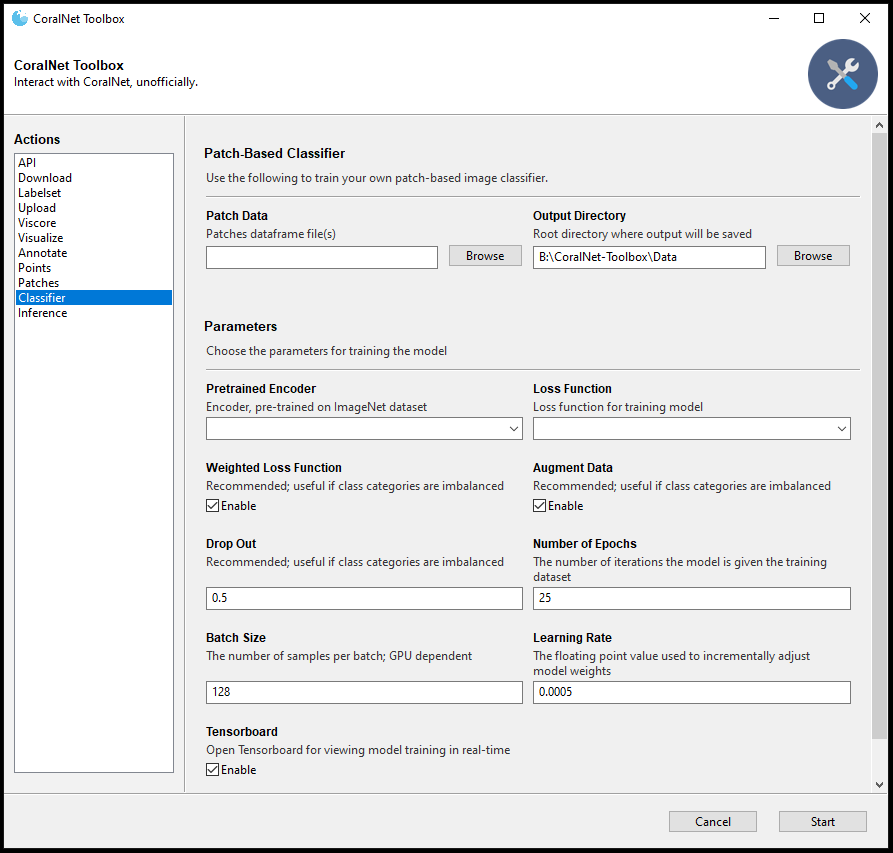 CoralNet Toolbox
CoralNet Toolbox
Interact with CoralNet, unofficially.
Actions
API
Download
Labelset
Upload
Viscore
Visualize
Annotate
Points
Patches
Classifier
Inference
Patch-Based Classifier
Use the following to train your own patch-based image classifier.
Patch Data
Patches dataframe file(s)
Browse
Output Directory
Root directory where output will be saved
B:\CoralNet-Toolbox\Data
Browse
Parameters
Choose the parameters for training the model
Pretrained Encoder
Encoder, pre-trained on ImageNet dataset
Loss Function
Loss function for training model
Weighted Loss Function
Recommended; useful if class categories are imbalanced
Enable
Augment Data
Recommended; useful if class categories are imbalanced
Enable
Drop Out
Recommended; useful if class categories are imbalanced
0.5
Number of Epochs
The number of iterations the model is given the training
dataset
25
Batch Size
The number of samples per batch; GPU dependent
128
Learning Rate
The floating point value used to incrementally adjust
model weights
0.0005
Tensorboard
Open Tensorboard for viewing model training in real-time
Enable
Cancel
Start